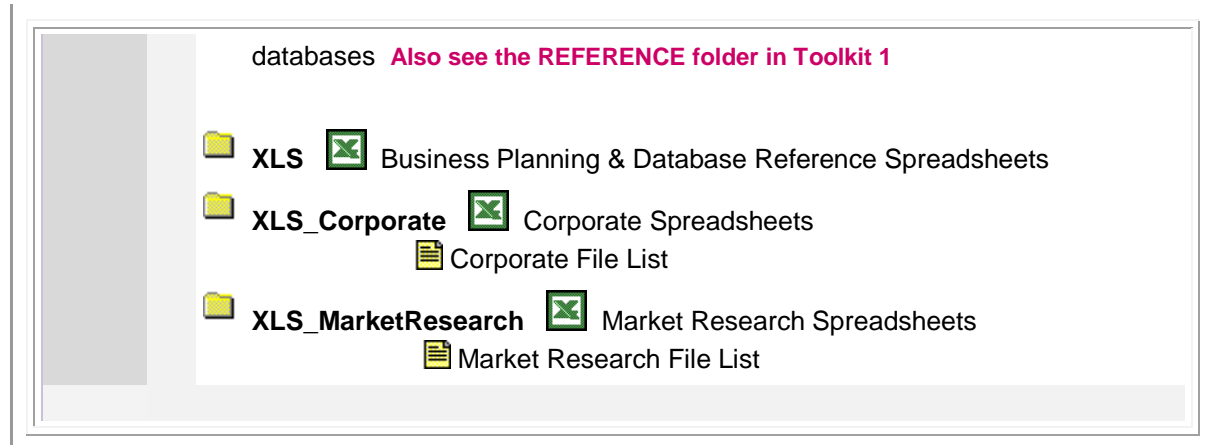 databases Also see the REFERENCE folder in Toolkit 1
XLS Business Planning & Database Reference Spreadsheets
XLS_Corporate Corporate Spreadsheets
Corporate File List
XLS_MarketResearch Market Research Spreadsheets
Market Research File List